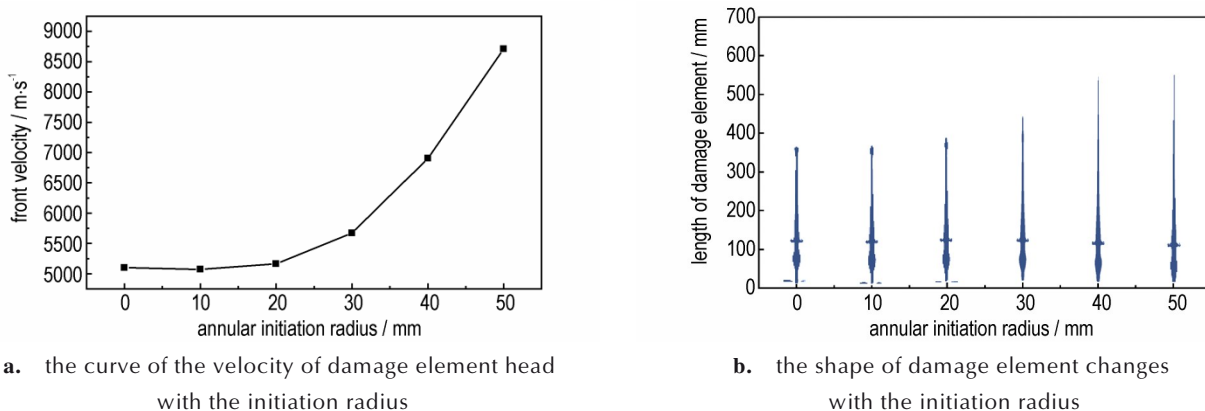 9000
8500
8000
7500
7000
6500
6000
5500
5000
front velocity / m·s⁻¹
0 10 20 30 40 50
annular initiation radius / mm
a. the curve of the velocity of damage element head
with the initiation radius
700
600
500
400
300
200
100
0
length of damage element / mm
0 10 20 30 40 50
annular initiation radius / mm
b. the shape of damage element changes
with the initiation radius